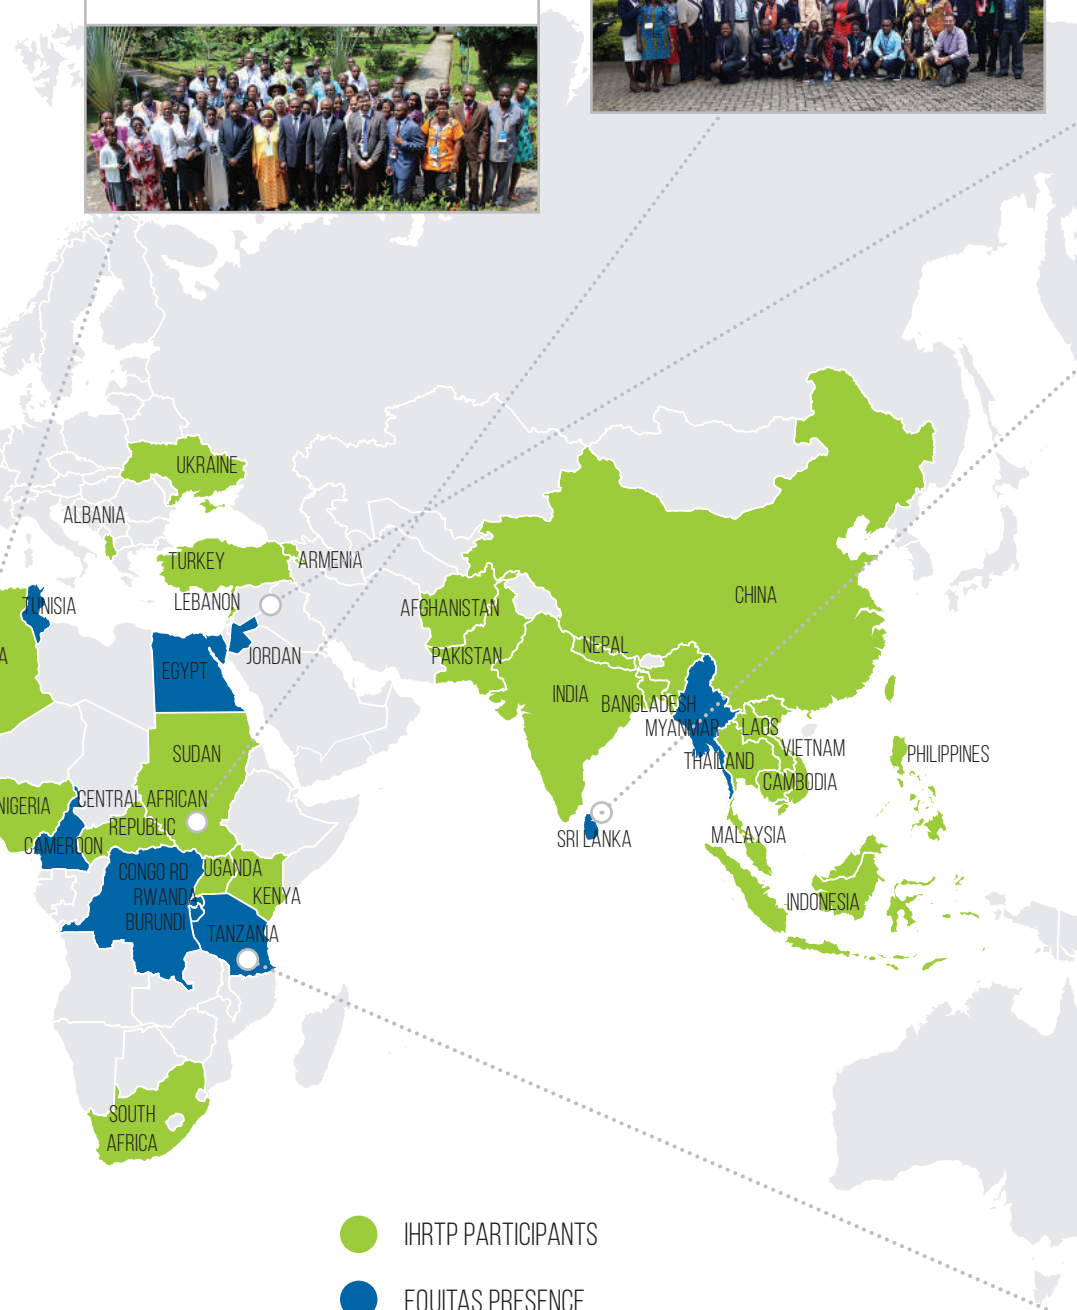 UKRAINE
ALBANIA
TURKEY
ARMENIA
TUNISIA
LEBANON
AFGHANISTAN
CHINA
A
EGYPT
JORDAN
PAKISTAN
NEPAL
INDIA
BANGLADESH
MYANMAR
LAOS
SUDAN
VIETNAM
PHILIPPINES
THAILAND
CAMBODIA
NIGERIA
CENTRAL AFRICAN
REPUBLIC
CAMEROON
SRI LANKA
MALAYSIA
CONGO RD
UGANDA
RWANDA
KENYA
INDONESIA
BURUNDI
TANZANIA
SOUTH
AFRICA
IHRTP PARTICIPANTS
EQUITAS PRESENCE